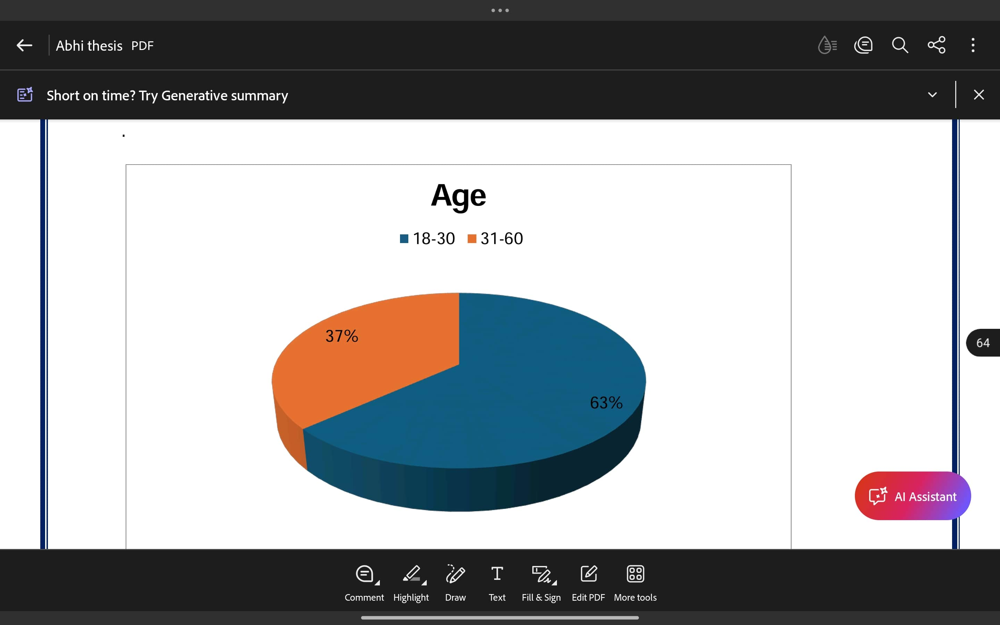 Abhi thesis PDF
Short on time? Try Generative summary
.
Age
18-30 31-60
37%
63%
64
AI Assistant
Comment Highlight Draw Text Fill & Sign Edit PDF More tools